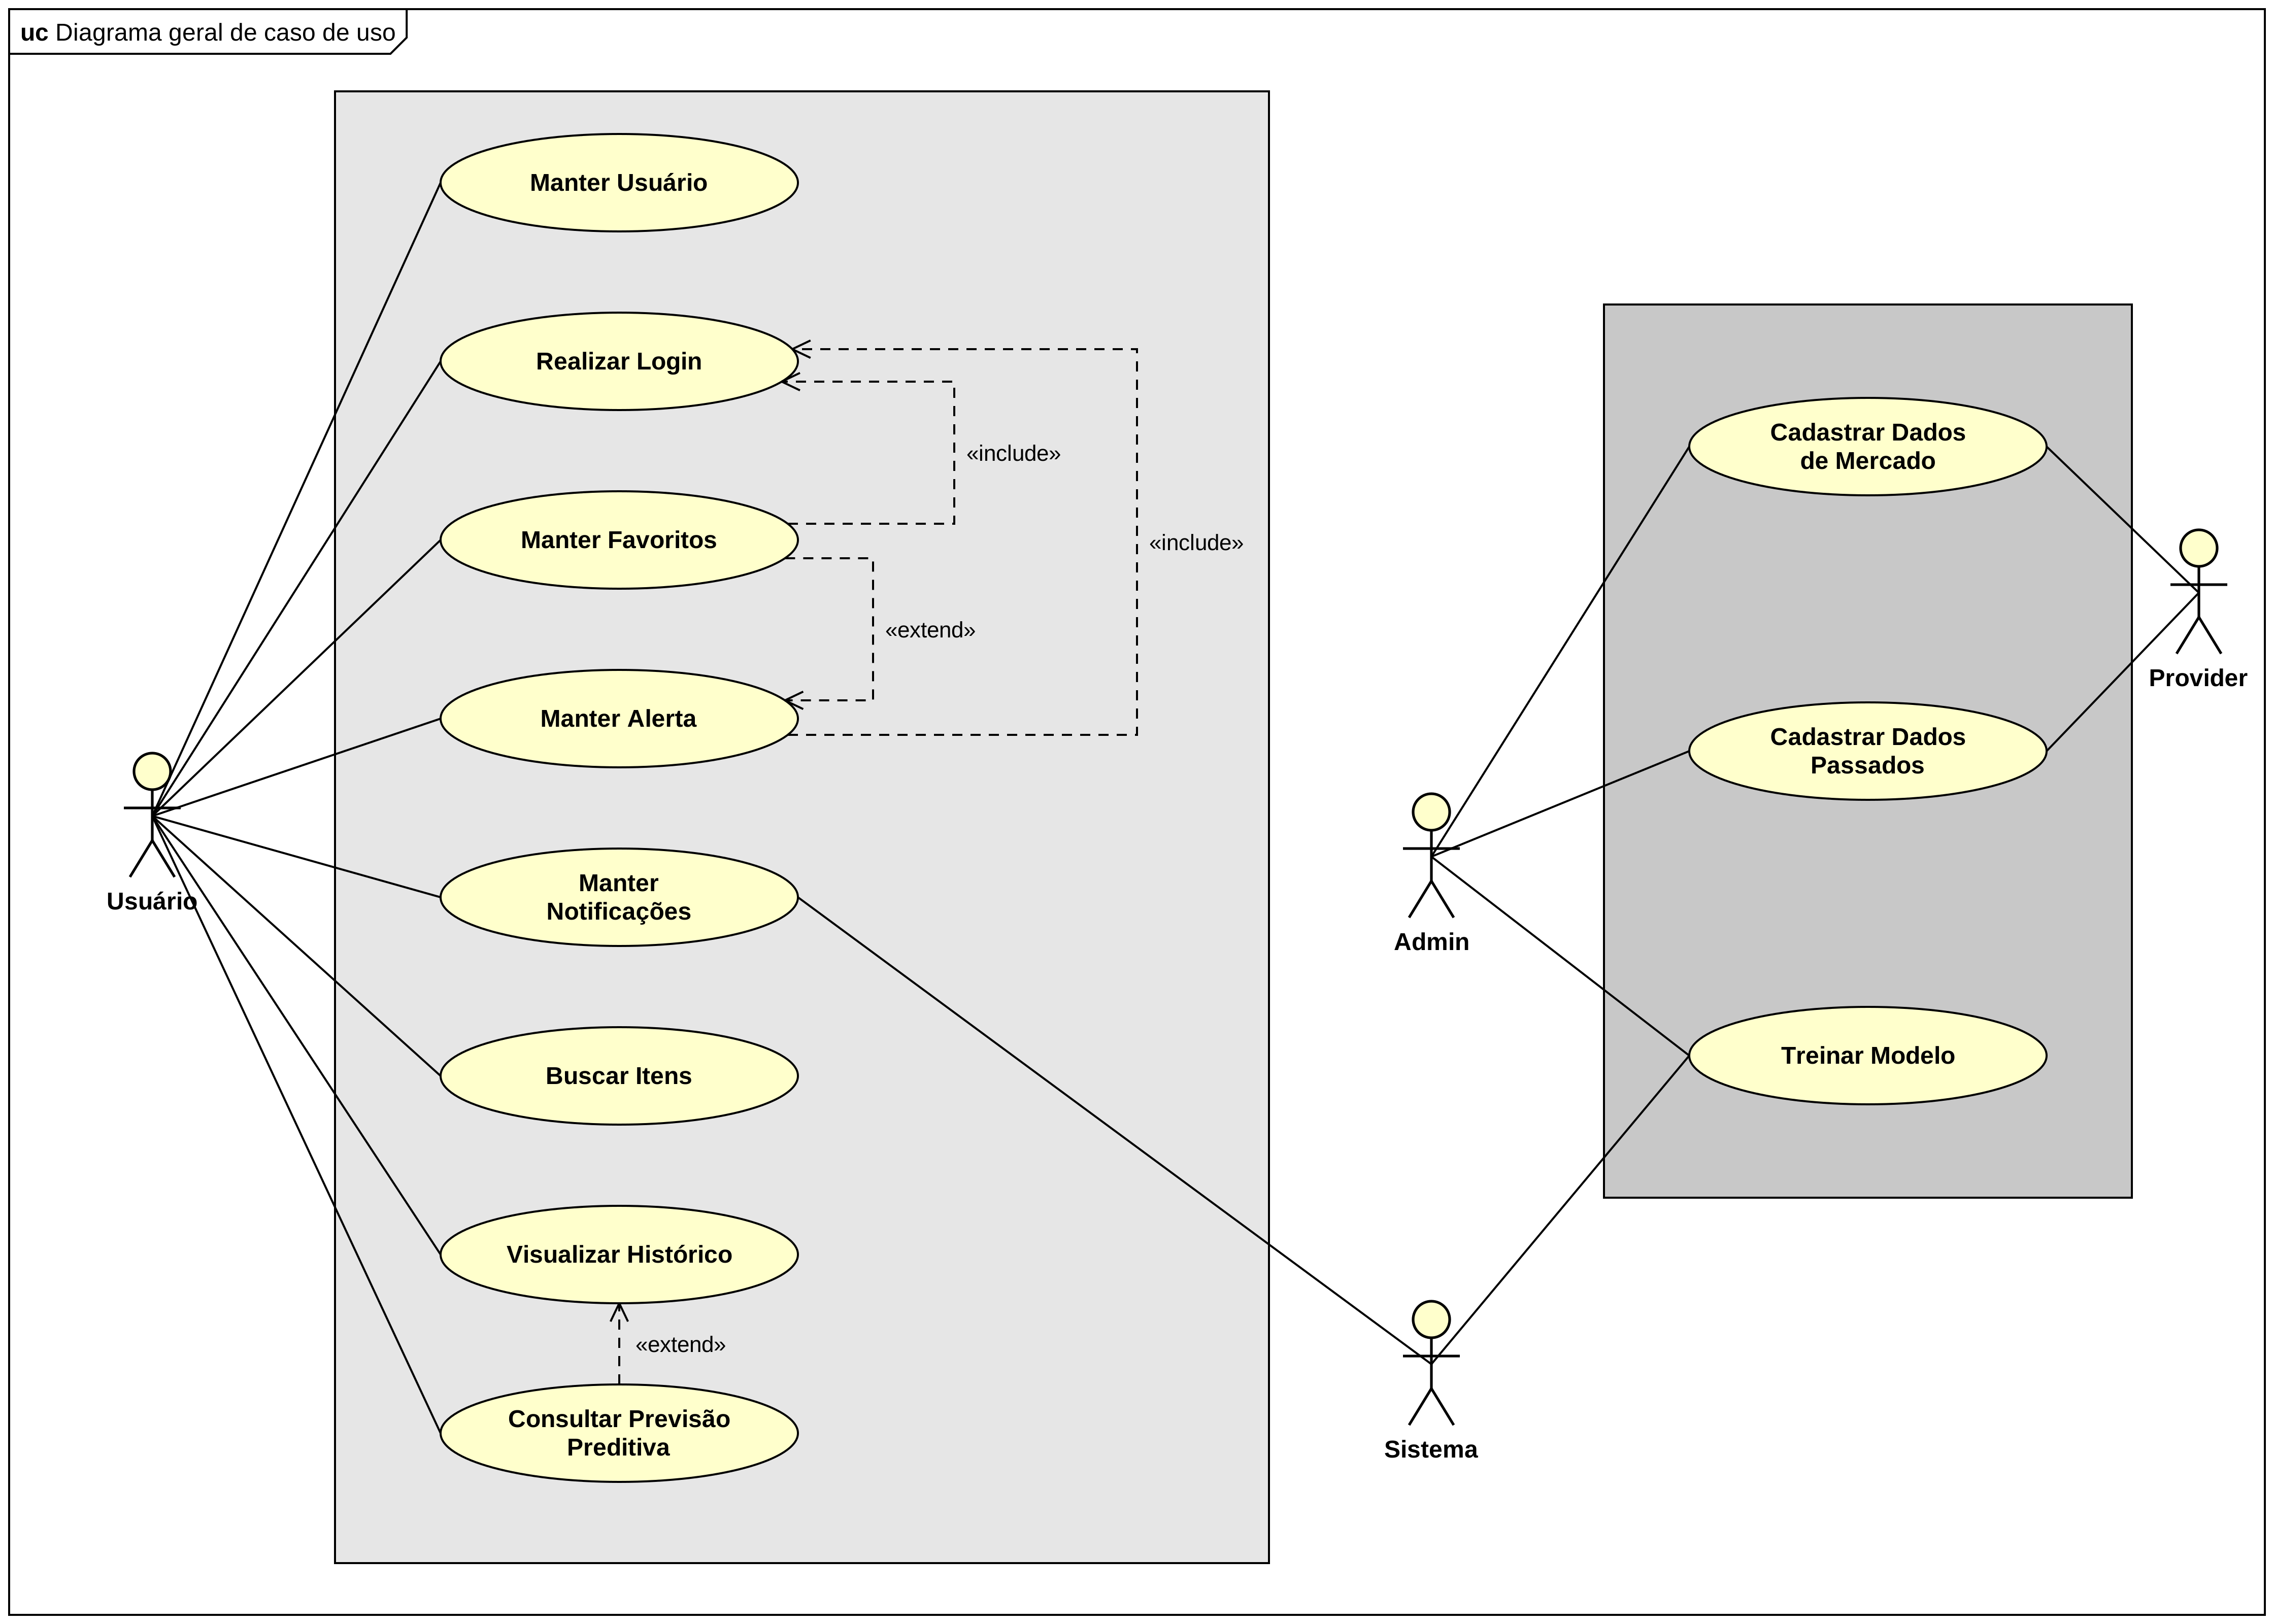 uc Diagrama geral de caso de uso
Manter Usuário
Realizar Login
«include»
Manter Favoritos
«include»
«extend»
Manter Alerta
Usuário
Manter
Notificações
Buscar Itens
Visualizar Histórico
«extend»
Consultar Previsão
Preditiva
Cadastrar Dados
de Mercado
Provider
Cadastrar Dados
Passados
Admin
Treinar Modelo
Sistema